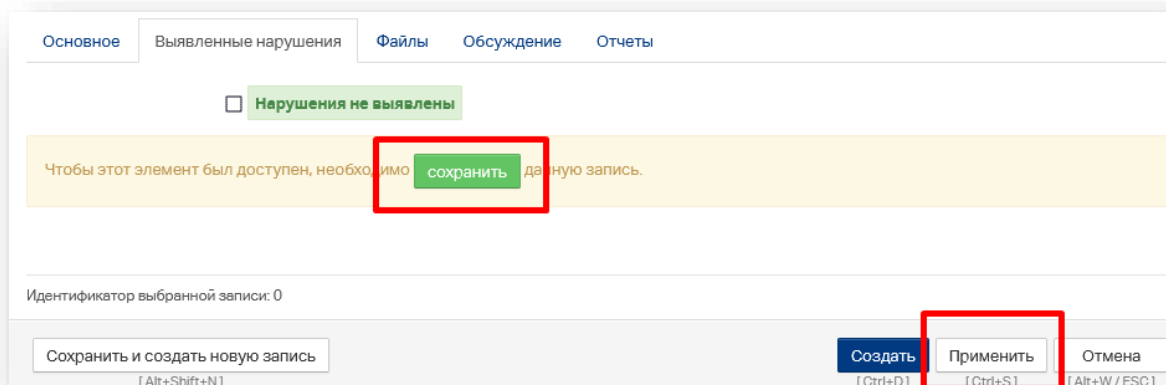 Основное Выявленные нарушения Файлы Обсуждение Отчеты
Нарушения не выявлены
Чтобы этот элемент был доступен, необходимо сохранить данную запись.
Идентификатор выбранной записи: 0
Сохранить и создать новую запись Создать Применить Отмена
[Alt+Shift+N] [Ctrl+D] [Ctrl+S] [Alt+W / ESC]